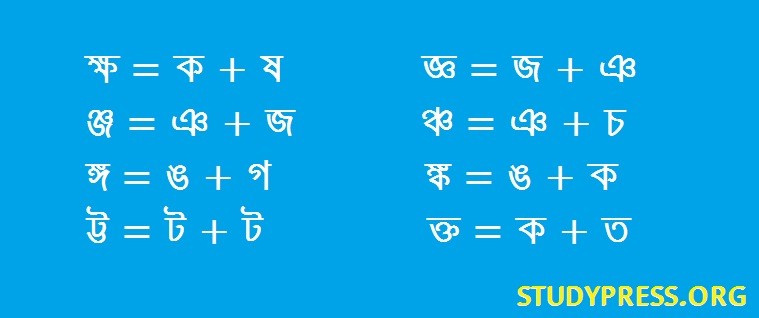 ক্ষ = ক + ষ জ্ঞ = জ + ঞ
ঞ্জ = ঞ + জ ঞ্চ = ঞ + চ
ঙ্গ = ঙ + গ ঙ্ক = ঙ + ক
ট্ট = ট + ট ক্ত = ক + ত
STUDYPRESS.ORG